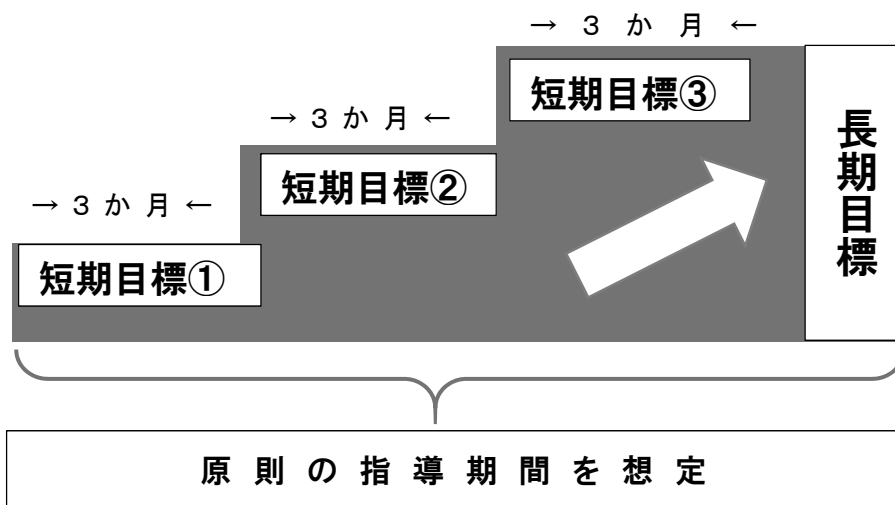 → 3 か 月 ←
短期目標③
→ 3 か 月 ←
短期目標②
→ 3 か 月 ←
短期目標①
長期目標
原則の指導期間を想定